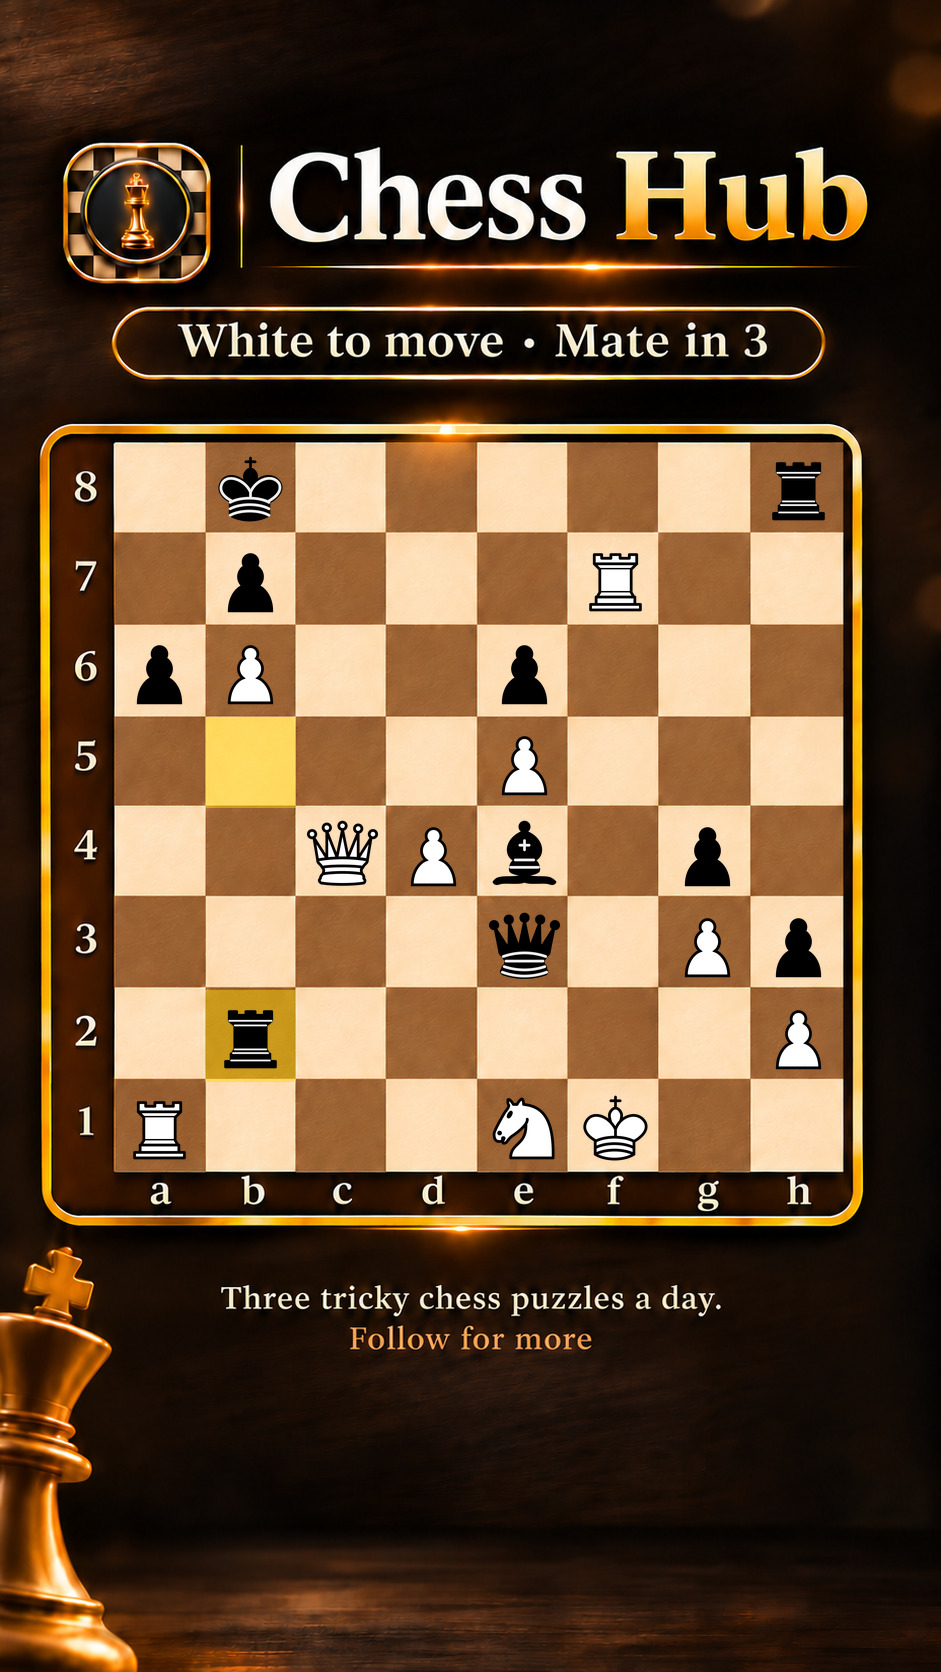 Chess Hub
White to move • Mate in 3
8
7
6
5
4
3
2
1
a b c d e f g h
Three tricky chess puzzles a day.
Follow for more